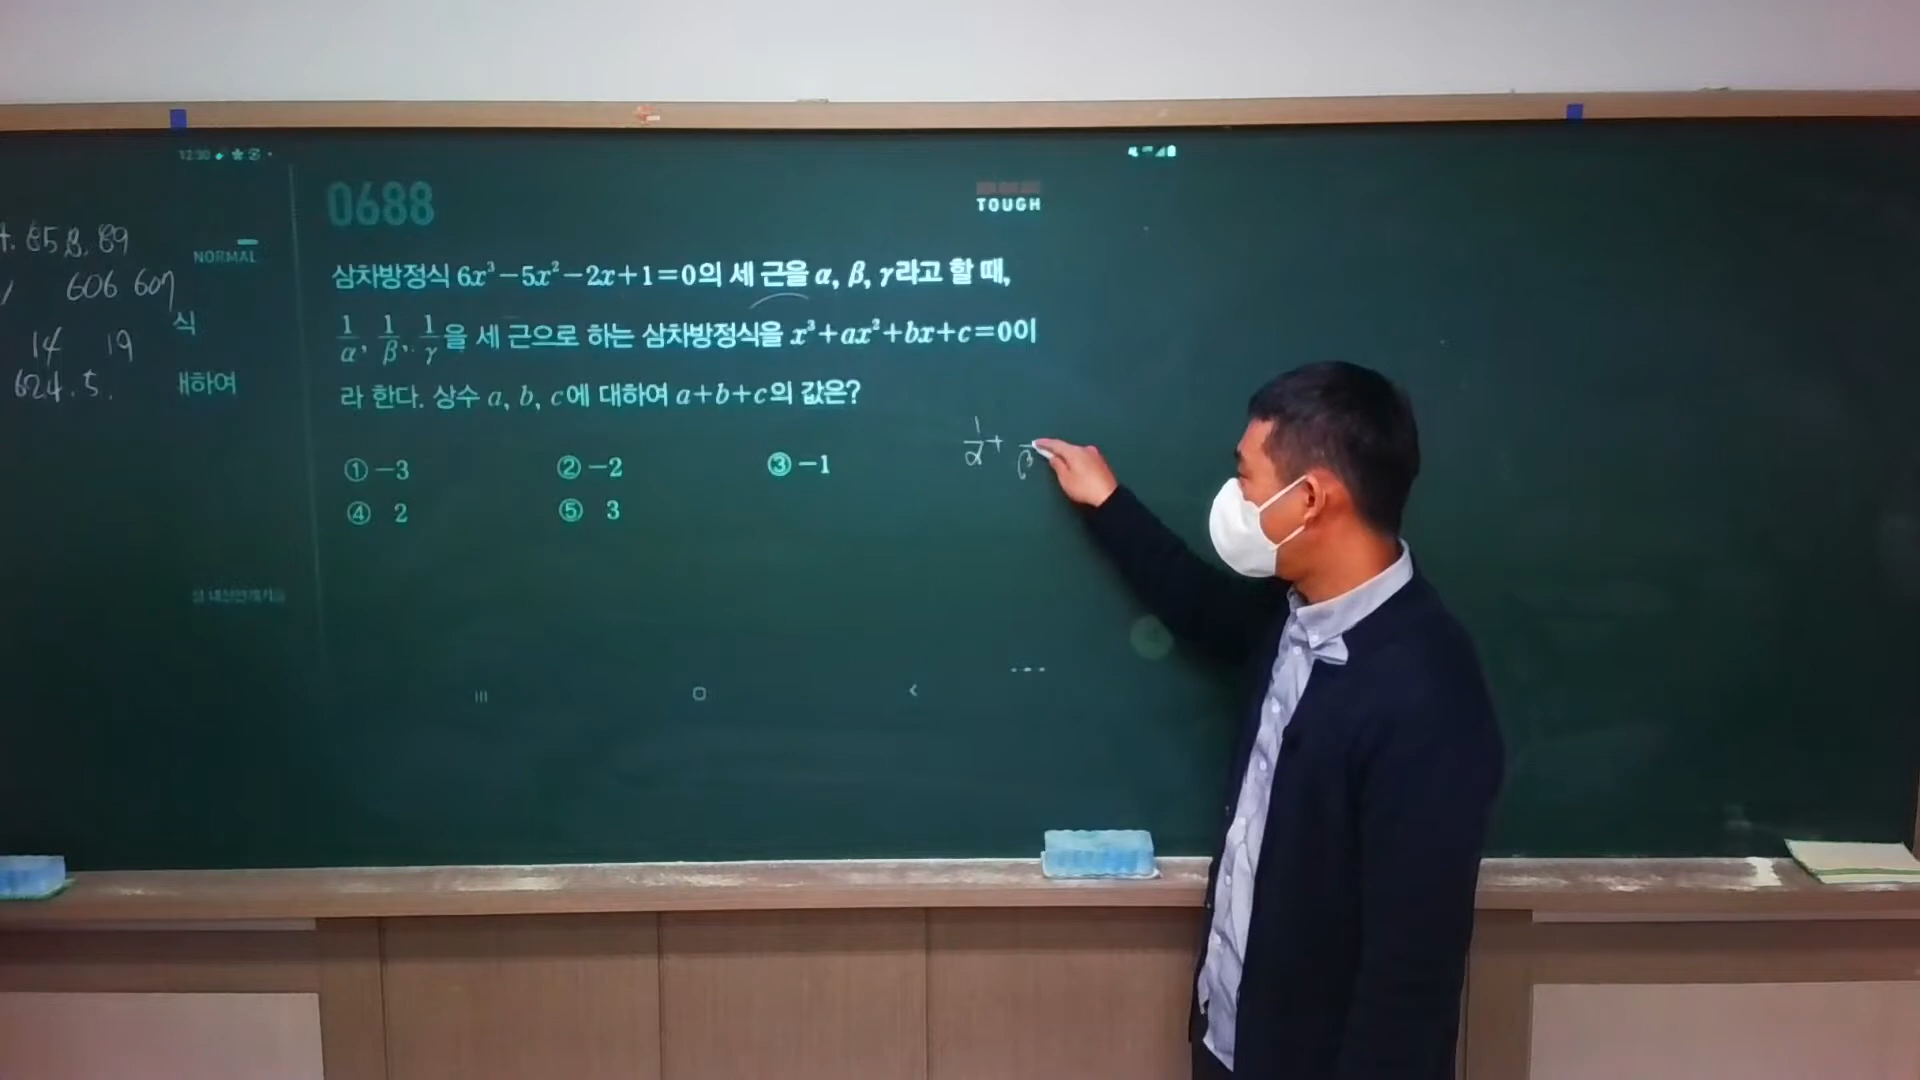 12:30
0688
TOUGH
658, 69
NORMAL
606 607
식
14 19
624. 5.
내하여
삼차방정식 6x³-5x²-2x+1=0의 세 근을 α, β, γ라고 할 때,
1/α, 1/β, 1/γ을 세 근으로 하는 삼차방정식을 x³+ax²+bx+c=0이
라 한다. 상수 a, b, c에 대하여 a+b+c의 값은?
① -3 ② -2 ③ -1
④ 2 ⑤ 3
1/α + /β